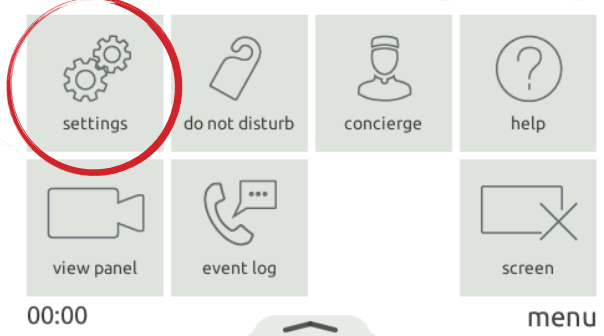 settings
do not disturb
concierge
help
view panel
event log
screen
00:00
menu